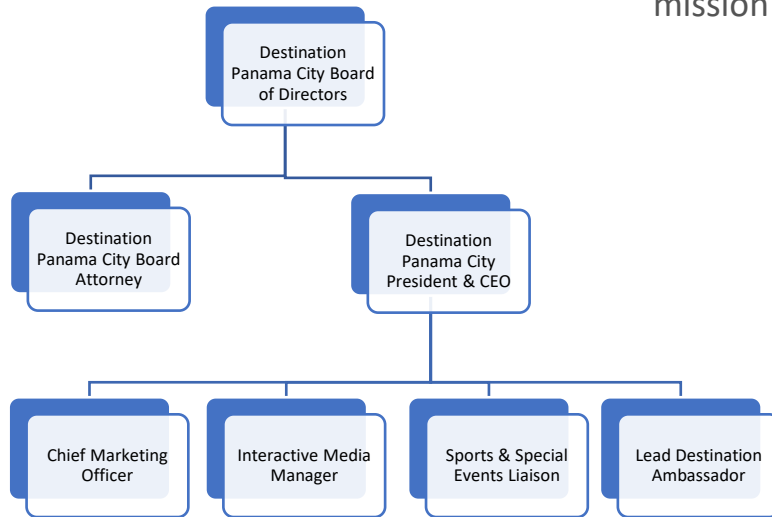 mission
Destination
Panama City Board
of Directors
Destination
Panama City Board
Attorney
Destination
Panama City
President & CEO
Chief Marketing
Officer
Interactive Media
Manager
Sports & Special
Events Liaison
Lead Destination
Ambassador